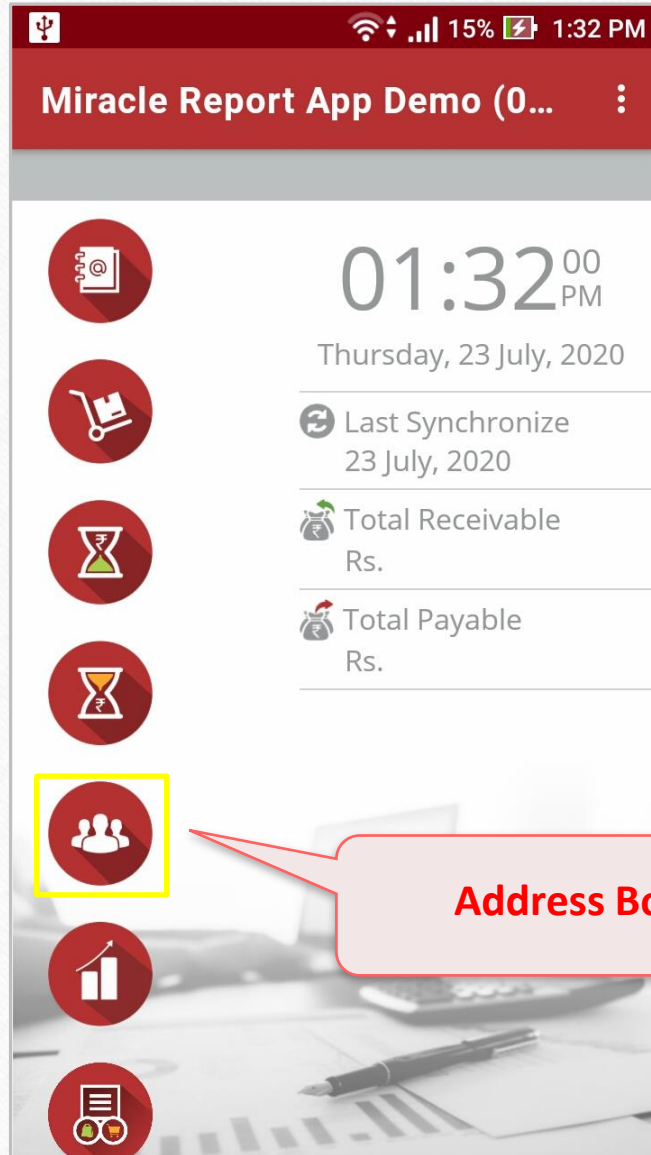 15% 1:32 PM
Miracle Report App Demo (0...
01:32 00 PM
Thursday, 23 July, 2020
Last Synchronize
23 July, 2020
Total Receivable
Rs.
Total Payable
Rs.
Address Bo